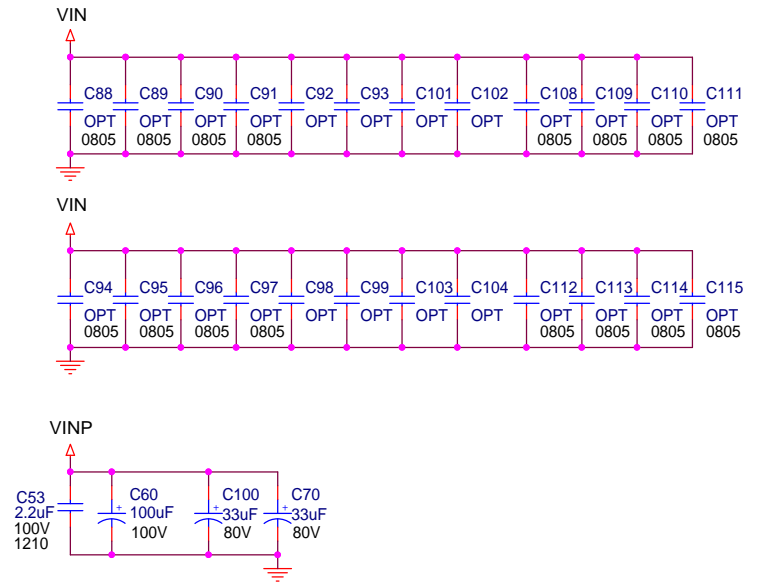 VIN
C88 C89 C90 C91 C92 C93 C101 C102 C108 C109 C110 C111
OPT OPT OPT OPT OPT OPT OPT OPT OPT OPT OPT OPT
0805 0805 0805 0805 0805 0805 0805 0805
VIN
C94 C95 C96 C97 C98 C99 C103 C104 C112 C113 C114 C115
OPT OPT OPT OPT OPT OPT OPT OPT OPT OPT OPT OPT
0805 0805 0805 0805 0805 0805 0805 0805
VINP
C53 C60 C100 C70
2.2uF + 100uF + 33uF + 33uF
100V 100V 80V 80V
1210